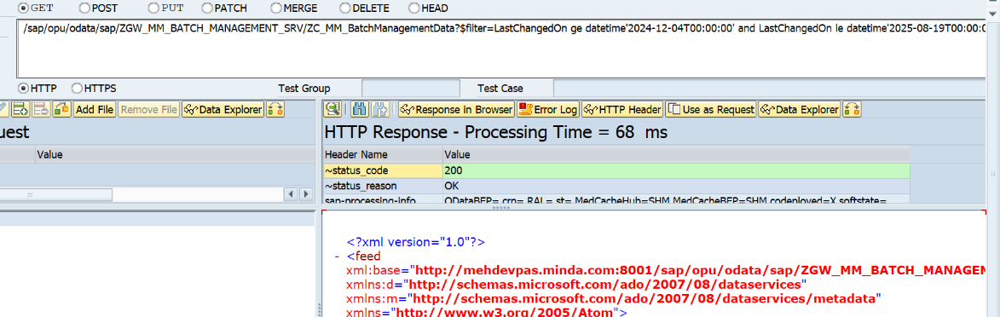 GET POST PUT PATCH MERGE DELETE HEAD
/sap/opu/odata/sap/ZGW_MM_BATCH_MANAGEMENT_SRV/ZC_MM_BatchManagementData?$filter=LastChangedOn ge datetime'2024-12-04T00:00:00' and LastChangedOn le datetime'2025-08-19T00:00:0
HTTP HTTPS Test Group Test Case
Add File Remove File Data Explorer Response in Browser Error Log HTTP Header Use as Request Data Explorer
uest HTTP Response - Processing Time = 68 ms
Value Header Name Value
~status_code 200
~status_reason OK
sap-processing-info ODataBEP= crp= RAL= st= MedCacheHub=SHM MedCacheBEP=SHM codeployed=X softstate=
<?xml version="1.0"?>
- <feed
xml:base="http://mehdevpas.minda.com:8001/sap/opu/odata/sap/ZGW_MM_BATCH_MANAGEM
xmlns:d="http://schemas.microsoft.com/ado/2007/08/dataservices"
xmlns:m="http://schemas.microsoft.com/ado/2007/08/dataservices/metadata"
xmlns="http://www.w3.org/2005/Atom">